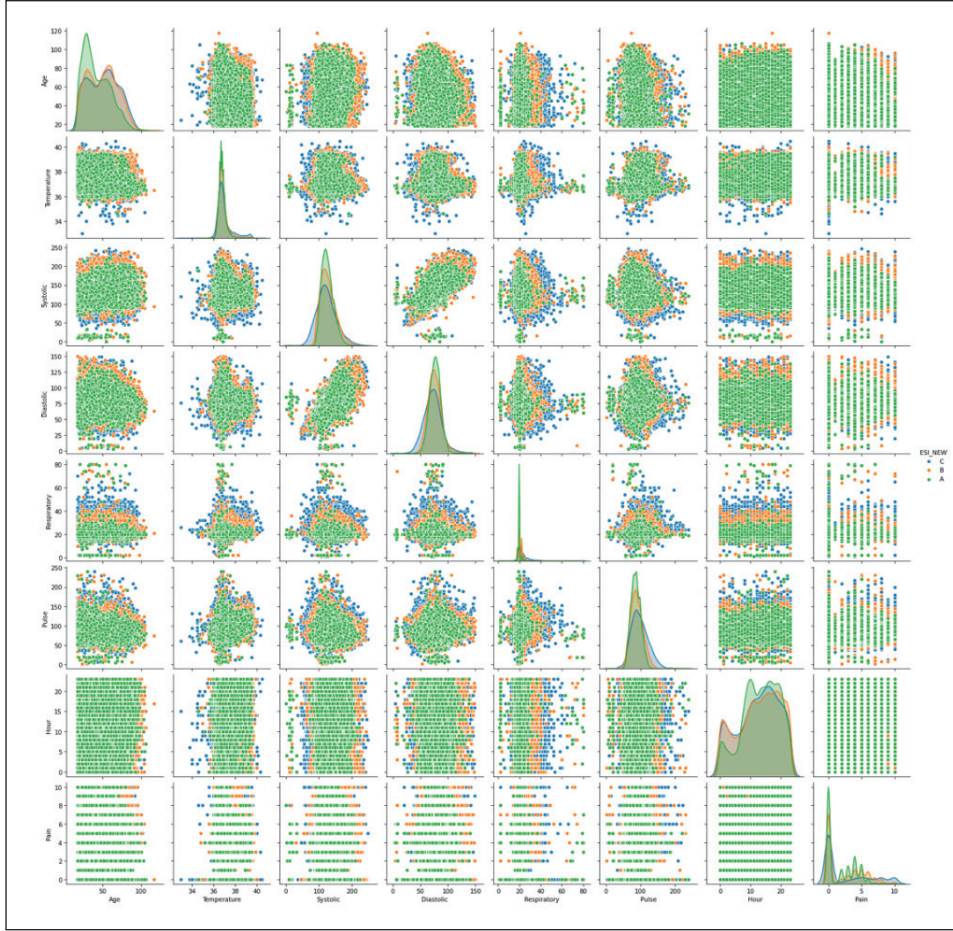 120
100
80
60
40
20
Age
40
38
36
34
Temperature
250
200
150
100
50
0
Systolic
150
125
100
75
50
25
0
Diastolic
80
60
40
20
0
Respiratory
250
200
150
100
50
0
Pulse
20
15
10
5
0
Hour
10
8
6
4
2
0
Pain
ESI_NEW
C
B
A
50 100
34 36 38 40
0 100 200
0 50 100 150
0 20 40 60 80
0 100 200
0 10 20
0 5 10
Age Temperature Systolic Diastolic Respiratory Pulse Hour Pain